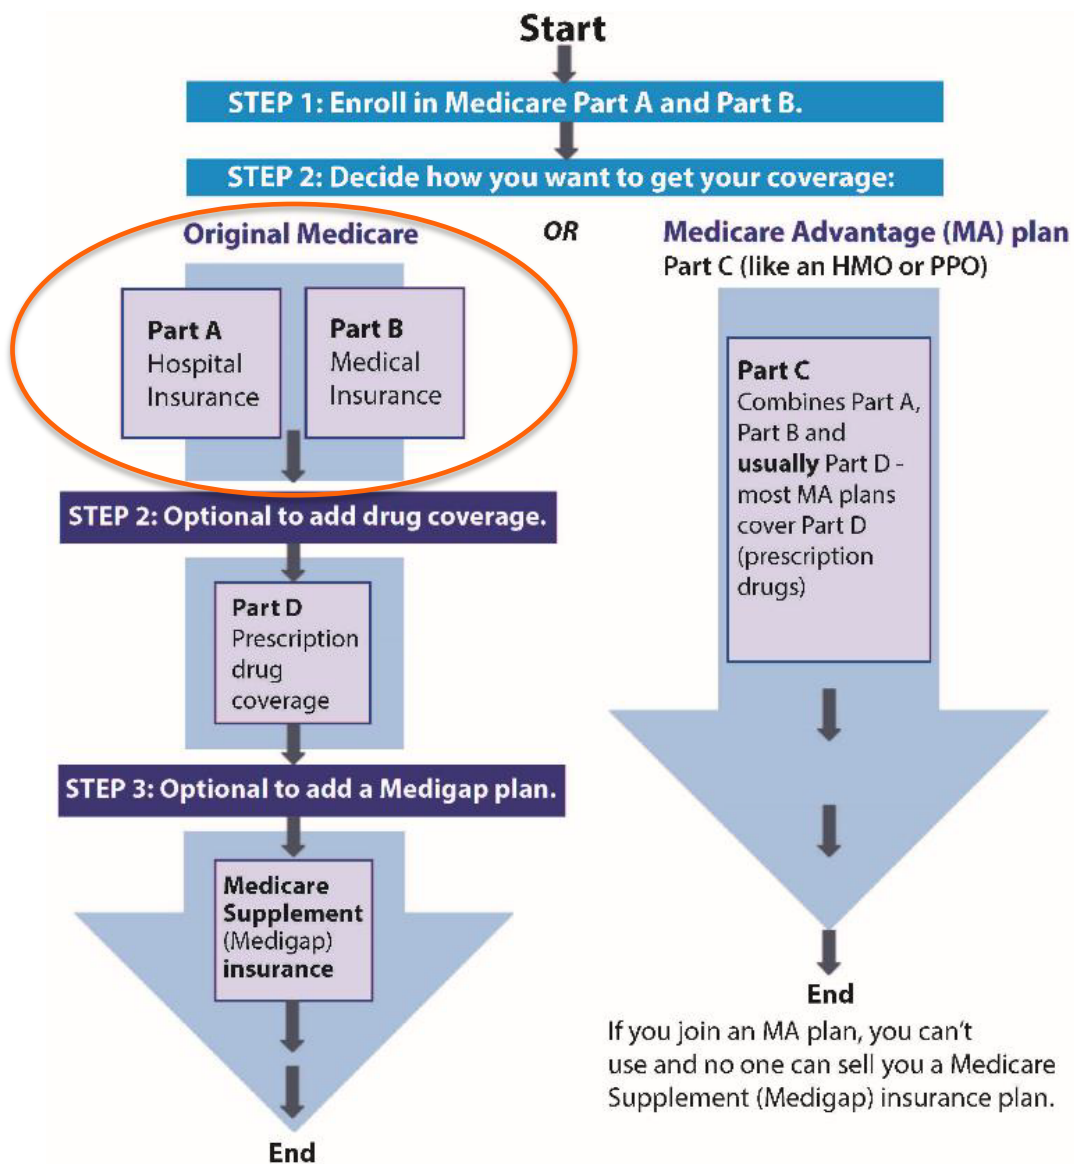 Start
STEP 1: Enroll in Medicare Part A and Part B.
STEP 2: Decide how you want to get your coverage:
Original Medicare
Part A
Hospital
Insurance
Part B
Medical
Insurance
STEP 2: Optional to add drug coverage.
Part D
Prescription
drug
coverage
STEP 3: Optional to add a Medigap plan.
Medicare
Supplement
(Medigap)
insurance
End
OR
Medicare Advantage (MA) plan
Part C (like an HMO or PPO)
Part C
Combines Part A,
Part B and
usually Part D -
most MA plans
cover Part D
(prescription
drugs)
End
If you join an MA plan, you can't
use and no one can sell you a Medicare
Supplement (Medigap) insurance plan.